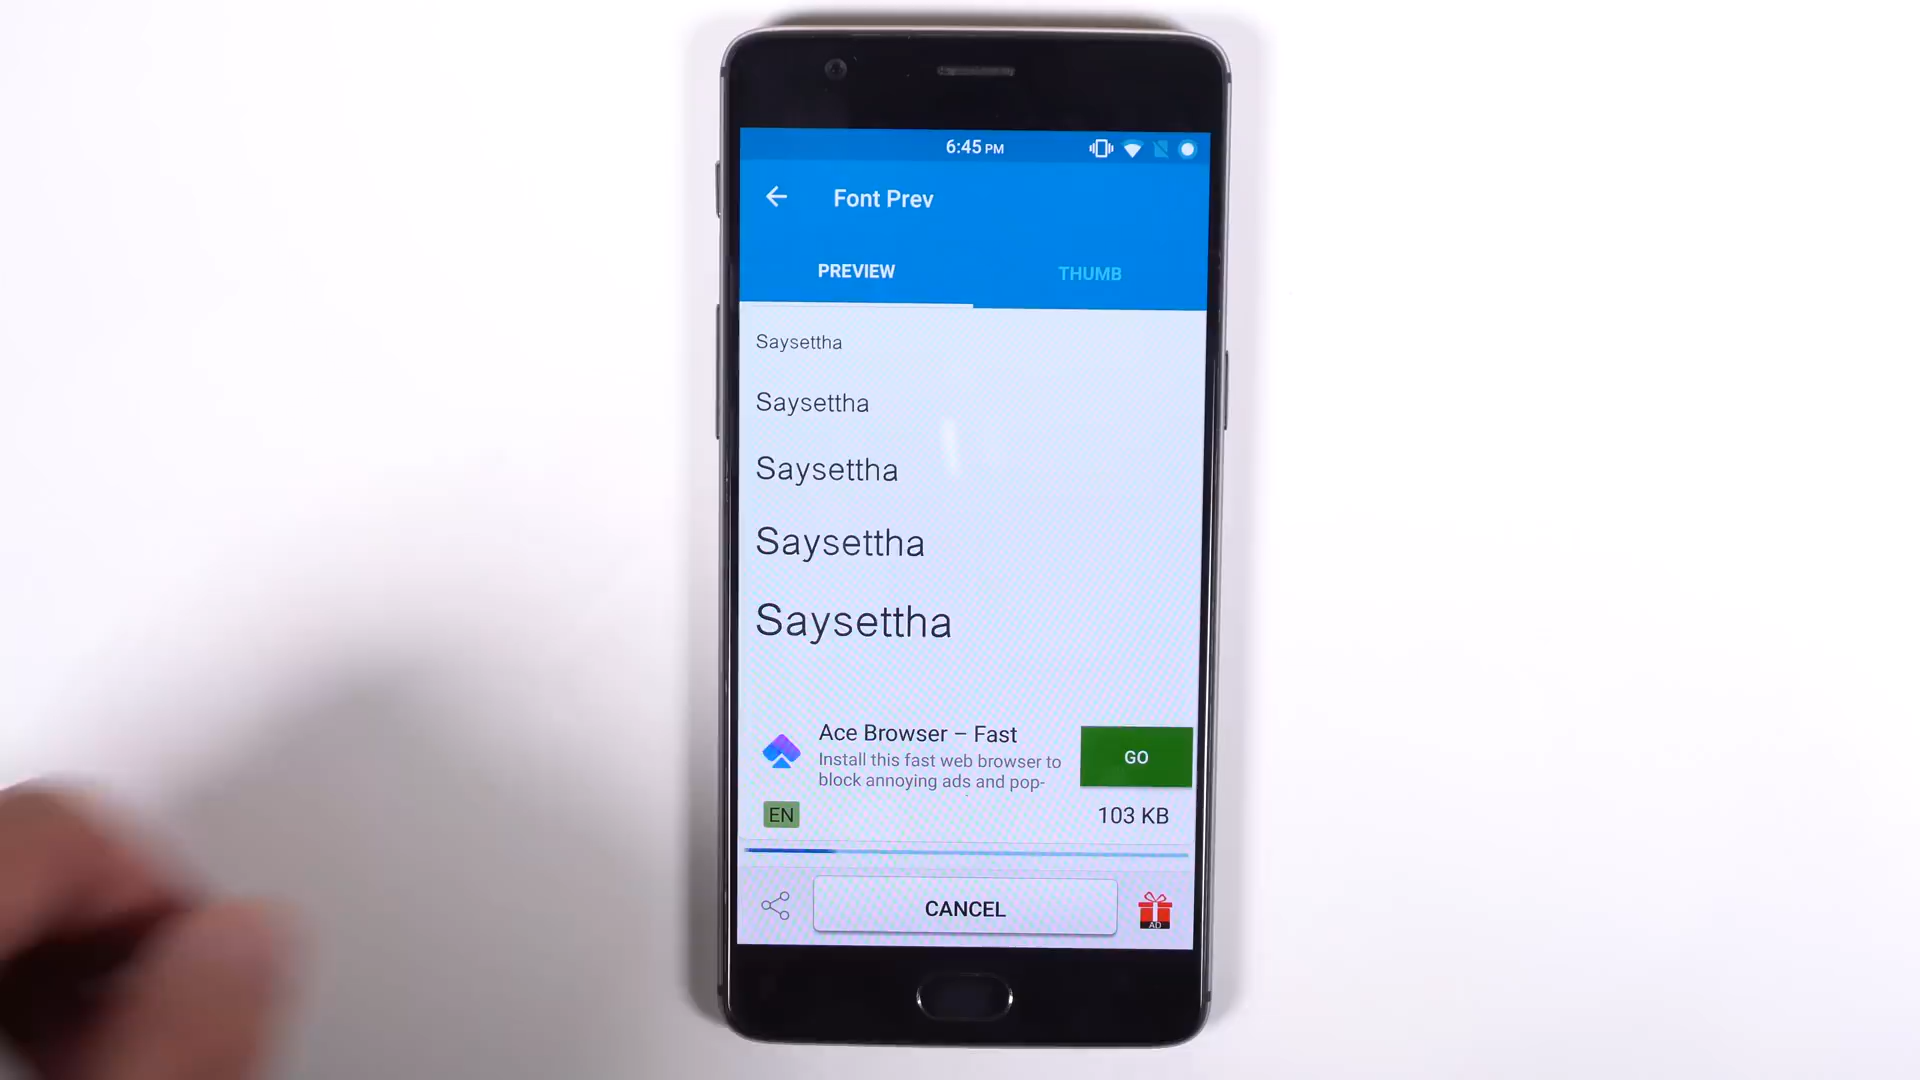 6:45 PM
Font Prev
PREVIEW
THUMB
Saysettha
Saysettha
Saysettha
Saysettha
Saysettha
Ace Browser – Fast
Install this fast web browser to
block annoying ads and pop-
GO
EN
103 KB
CANCEL
AD